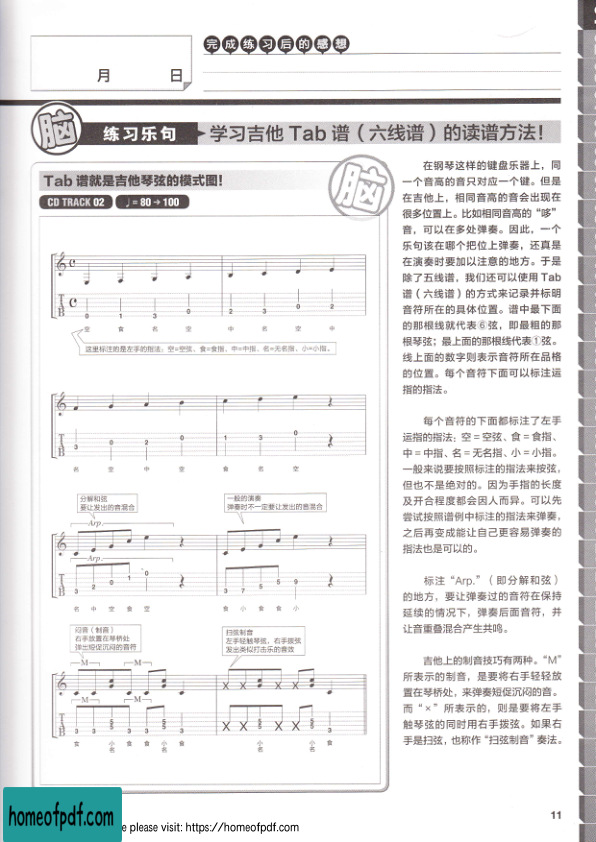 完成练习后的感想
月 日
脑 练习乐句 学习吉他 Tab 谱（六线谱）的读谱方法！
Tab 谱就是吉他琴弦的模式图！
脑
CD TRACK 02 ♩= 80 → 100
0 1 3 0 2 3 0 2
空 食 名 空 中 名 空 中
这里标注的是左手的指法：空=空弦、食=食指、中=中指、名=无名指、小=小指。
3 0 2 0 1 3 0
名 空 中 空 食 名 空
分解和弦
要让发出的音混合
一般的演奏
弹奏时不一定要让发出的音混合
Arp.
Arp.
3 2 0 1 0
3 7 5 5 9
名 中 空 食 空
食 小 食 食 小
闷音（制音）
右手放置在琴桥处
弹出短促沉闷的音符
扫弦制音
左手轻触琴弦，右手拨弦
发出类似打击乐的音效
M M
M M
在钢琴这样的键盘乐器上，同
一个音高的音只对应一个键。但是
在吉他上，相同音高的音会出现在
很多位置上。比如相同音高的“哆”
音，可以在多处弹奏。因此，一个
乐句该在哪个把位上弹奏，还真是
在演奏时要加以注意的地方。于是
除了五线谱，我们还可以使用 Tab
谱（六线谱）的方式来记录并标明
音符所在的具体位置。谱中最下面
的那根线就代表⑥弦，即最粗的那
根琴弦；最上面的那根线代表①弦。
线上面的数字则表示音符所在品格
的位置。每个音符下面可以标注运
指的指法。
每个音符的下面都标注了左手
运指的指法：空 = 空弦、食 = 食指、
中 = 中指、名 = 无名指、小 = 小指。
一般来说要按照标注的指法来按弦，
但也不是绝对的。因为手指的长度
及开合程度都会因人而异。可以先
尝试按照谱例中标注的指法来弹奏，
之后再变成能让自己更容易弹奏的
指法也是可以的。
标注“Arp.”（即分解和弦）
的地方，要让弹奏过的音符在保持
延续的情况下，弹奏后面音符，并
让音重叠混合产生共鸣。
吉他上的制音技巧有两种。“M”
所表示的制音，是要将右手轻轻放
置在琴桥处，来弹奏短促沉闷的音。
而“×”所表示的，则是要将左手
触琴弦的同时用右手拨弦。如果右
手是扫弦，也称作“扫弦制音”奏法。
11
homeofpdf.com
e please visit: https://homeofpdf.com